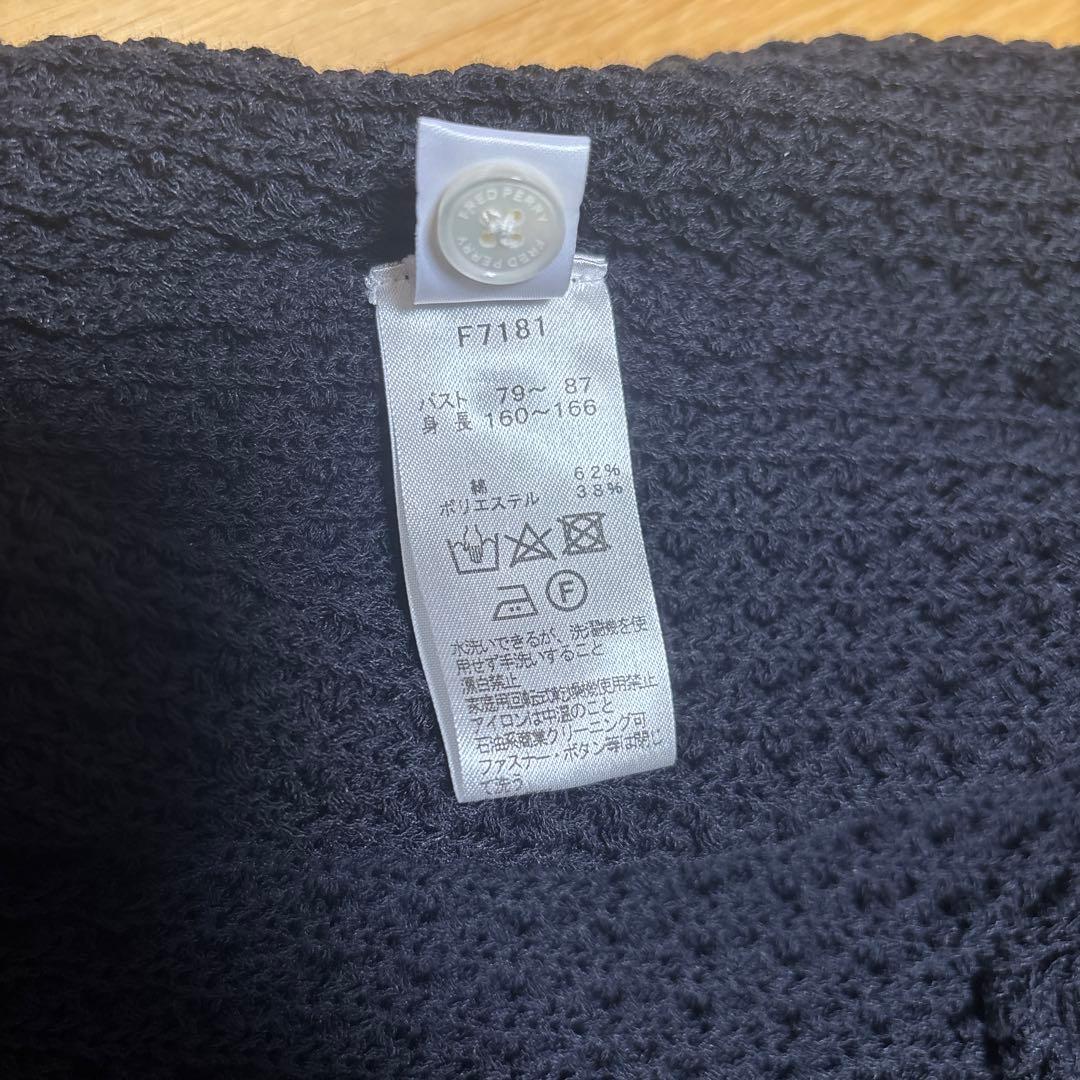 FRED PERRY FRED PERRY
F7181
バスト 79〜 87
身 長 160〜166
綿 62%
ポリエステル 38%
F
水洗いできるが、洗濯機を使
用せず手洗いすること
漂白禁止
家庭用回転式乾燥機使用禁止
アイロンは中温のこと
石油系商業クリーニング可
ファスナー・ボタン等は閉じ
て洗う